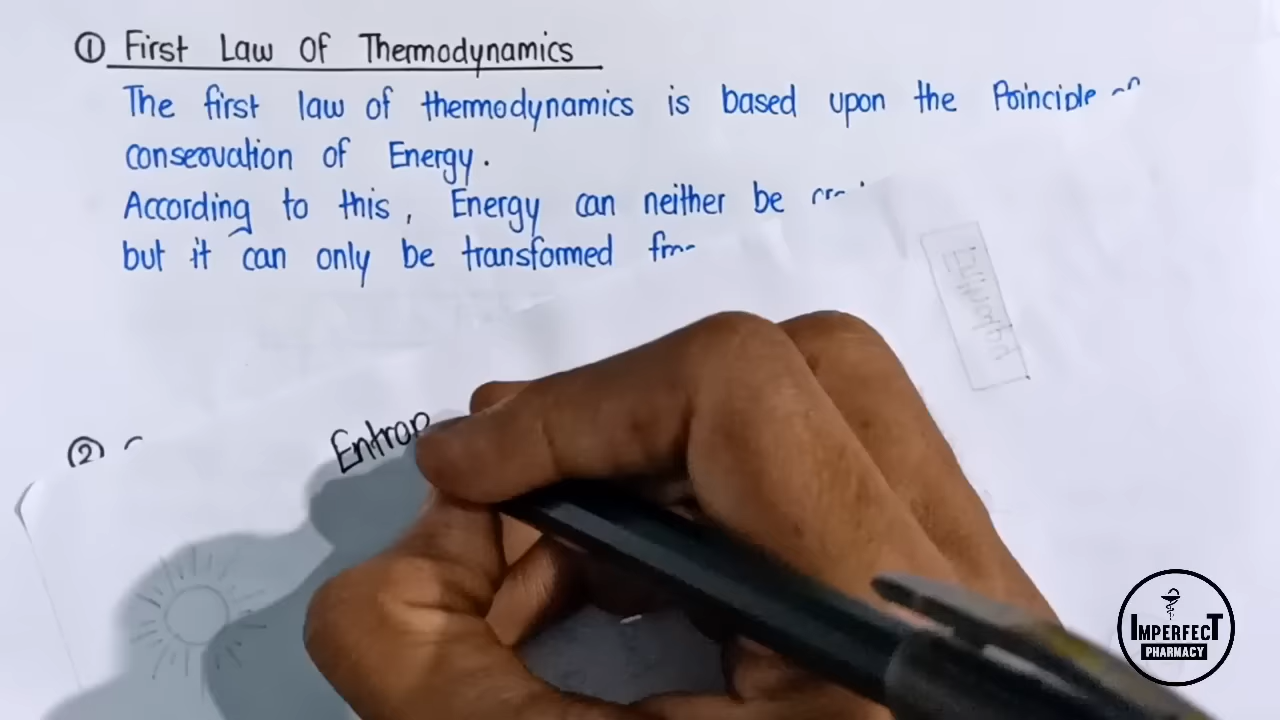 ① First Law Of Thermodynamics
The first law of thermodynamics is based upon the Principle
conservation of Energy.
According to this, Energy can neither be
but it can only be transformed
②
Entrop
IMPERFECT
PHARMACY